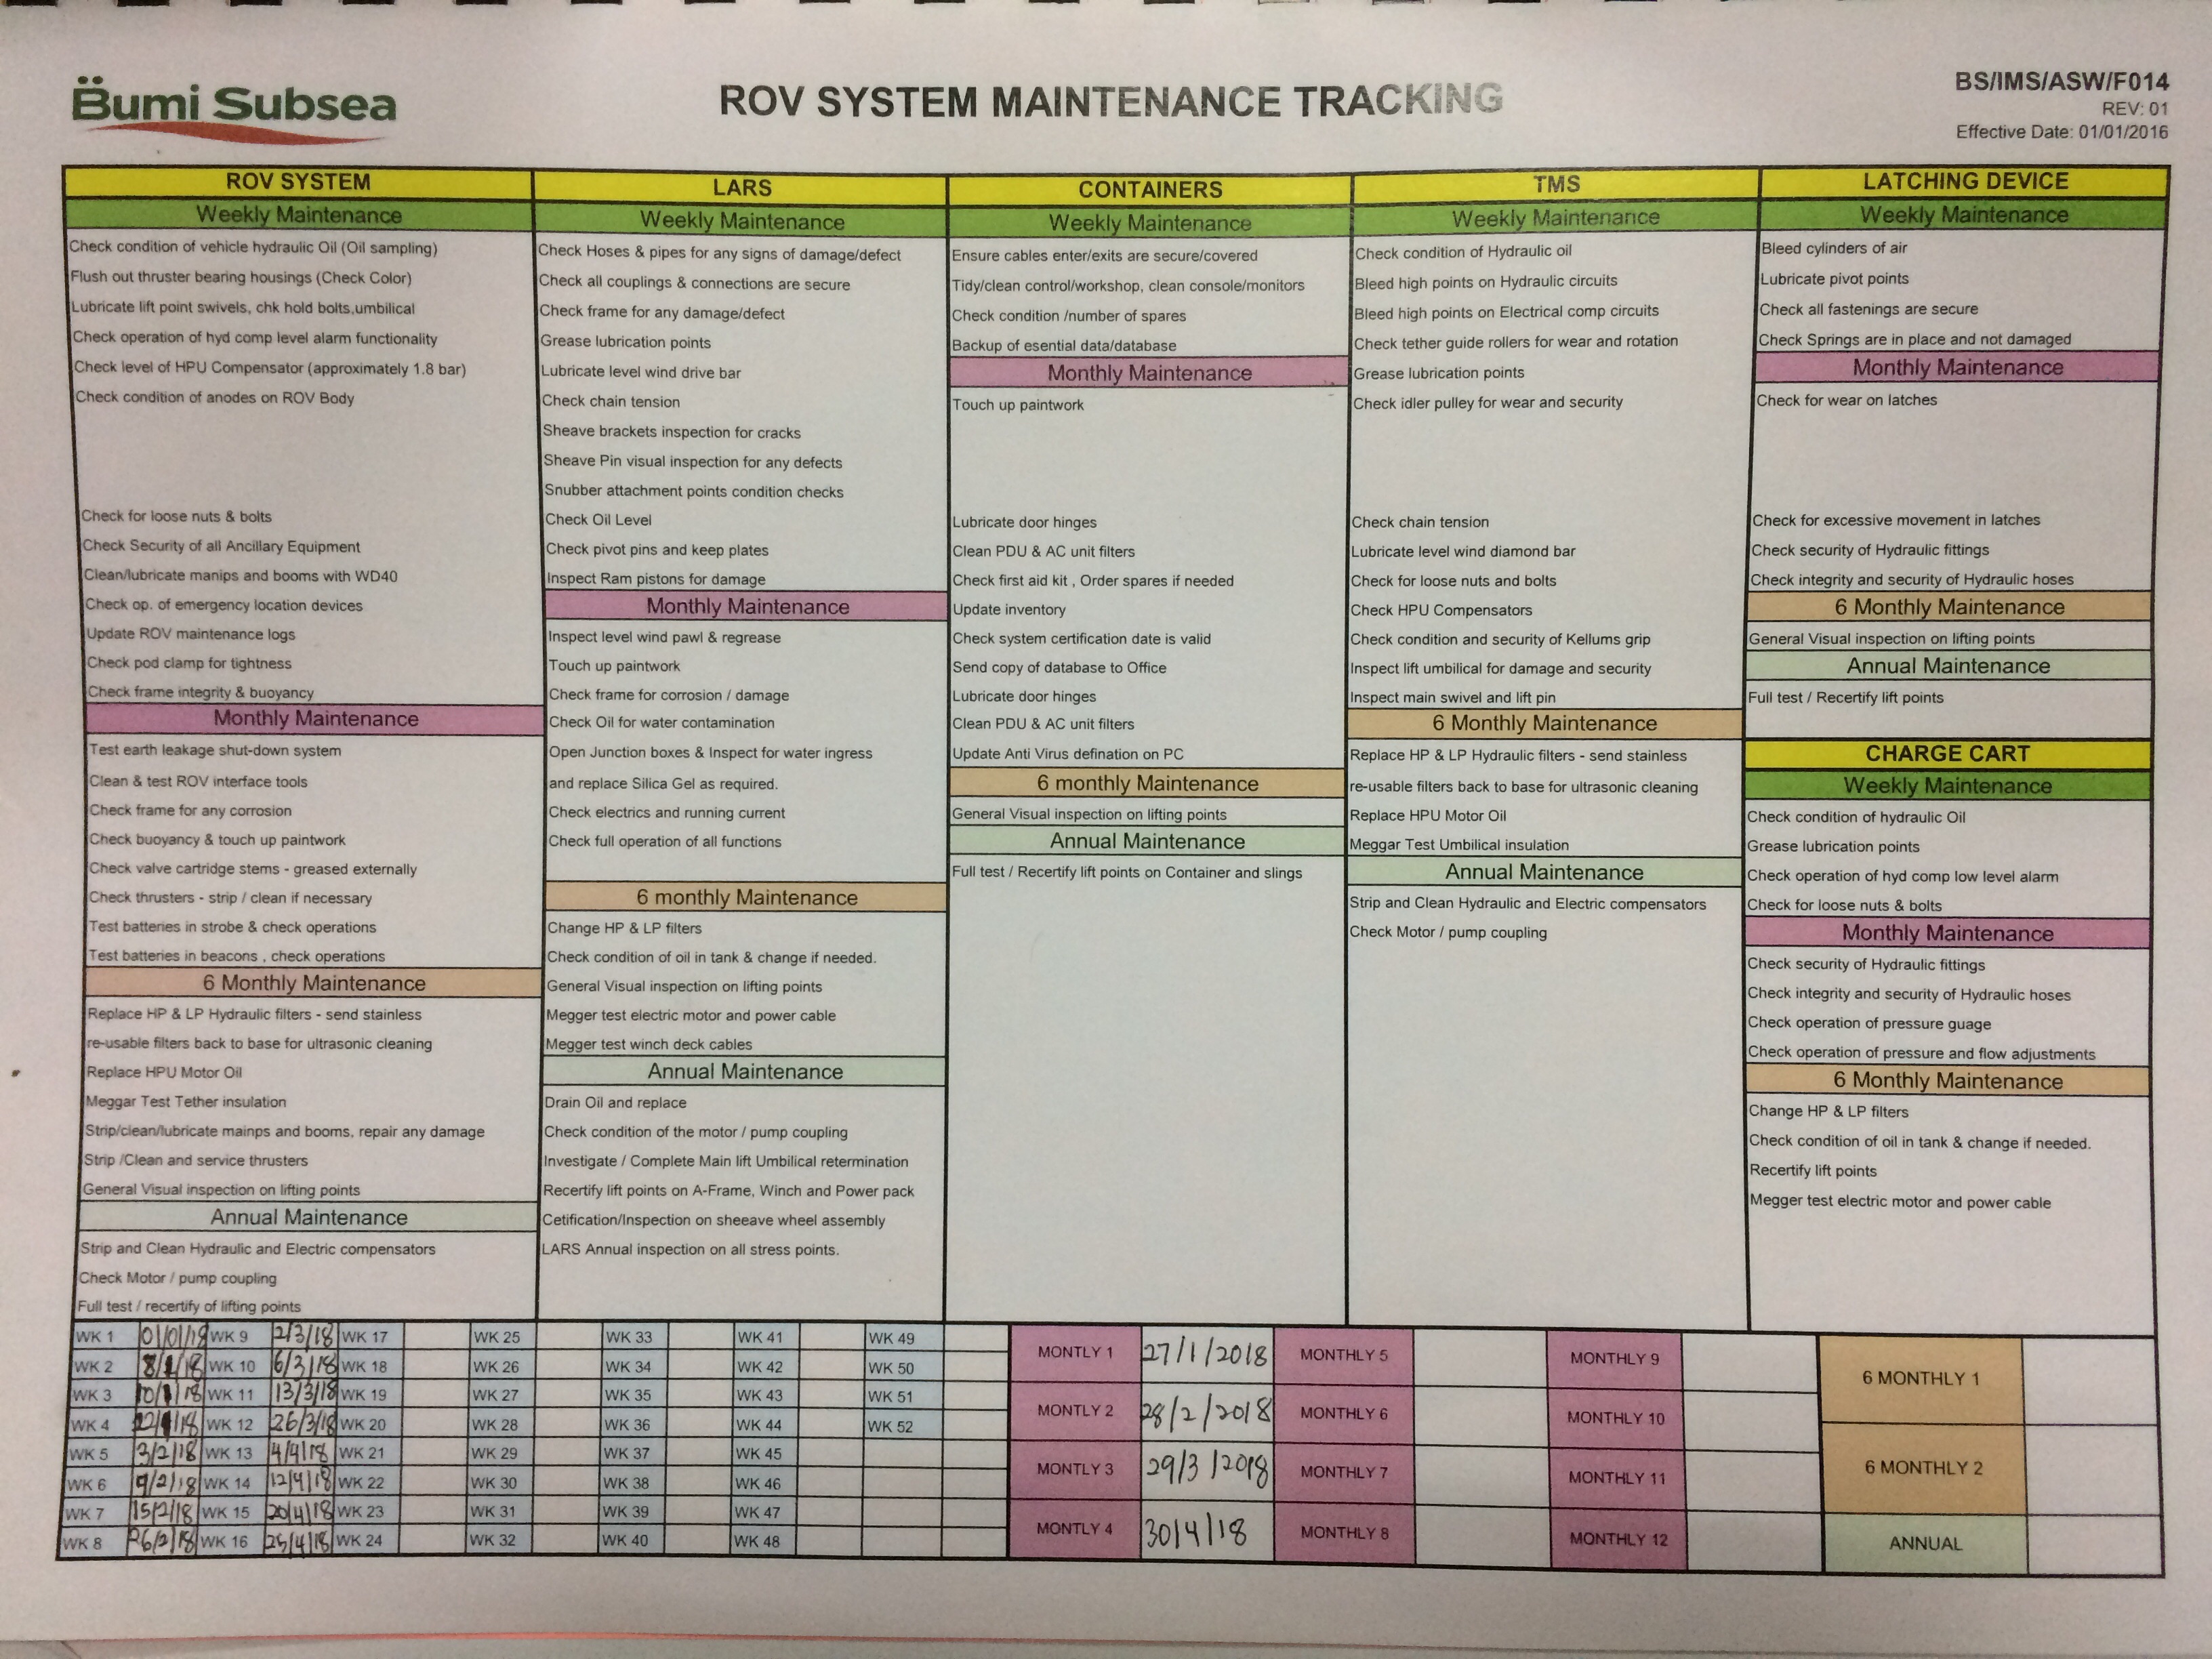 Bumi Subsea
ROV SYSTEM MAINTENANCE TRACKING
BS/IMS/ASW/F014
REV: 01
Effective Date: 01/01/2016
ROV SYSTEM
Weekly Maintenance
Check condition of vehicle hydraulic Oil (Oil sampling)
Flush out thruster bearing housings (Check Color)
Lubricate lift point swivels, chk hold bolts,umbilical
Check operation of hyd comp level alarm functionality
Check level of HPU Compensator (approximately 1.8 bar)
Check condition of anodes on ROV Body
Check for loose nuts & bolts
Check Security of all Ancillary Equipment
Clean/lubricate manips and booms with WD40
Check op. of emergency location devices
Update ROV maintenance logs
Check pod clamp for tightness
Check frame integrity & buoyancy
Monthly Maintenance
Test earth leakage shut-down system
Clean & test ROV interface tools
Check frame for any corrosion
Check buoyancy & touch up paintwork
Check valve cartridge stems - greased externally
Check thrusters - strip / clean if necessary
Test batteries in strobe & check operations
Test batteries in beacons , check operations
6 Monthly Maintenance
Replace HP & LP Hydraulic filters - send stainless
re-usable filters back to base for ultrasonic cleaning
Replace HPU Motor Oil
Meggar Test Tether insulation
Strip/clean/lubricate mainps and booms, repair any damage
Strip /Clean and service thrusters
General Visual inspection on lifting points
Annual Maintenance
Strip and Clean Hydraulic and Electric compensators
Check Motor / pump coupling
Full test / recertify of lifting points
LARS
Weekly Maintenance
Check Hoses & pipes for any signs of damage/defect
Check all couplings & connections are secure
Check frame for any damage/defect
Grease lubrication points
Lubricate level wind drive bar
Check chain tension
Sheave brackets inspection for cracks
Sheave Pin visual inspection for any defects
Snubber attachment points condition checks
Check Oil Level
Check pivot pins and keep plates
Inspect Ram pistons for damage
Monthly Maintenance
Inspect level wind pawl & regrease
Touch up paintwork
Check frame for corrosion / damage
Check Oil for water contamination
Open Junction boxes & Inspect for water ingress
and replace Silica Gel as required.
Check electrics and running current
Check full operation of all functions
6 monthly Maintenance
Change HP & LP filters
Check condition of oil in tank & change if needed.
General Visual inspection on lifting points
Megger test electric motor and power cable
Megger test winch deck cables
Annual Maintenance
Drain Oil and replace
Check condition of the motor / pump coupling
Investigate / Complete Main lift Umbilical retermination
Recertify lift points on A-Frame, Winch and Power pack
Cetification/Inspection on sheeave wheel assembly
LARS Annual inspection on all stress points.
CONTAINERS
Weekly Maintenance
Ensure cables enter/exits are secure/covered
Tidy/clean control/workshop, clean console/monitors
Check condition /number of spares
Backup of esential data/database
Monthly Maintenance
Touch up paintwork
Lubricate door hinges
Clean PDU & AC unit filters
Check first aid kit , Order spares if needed
Update inventory
Check system certification date is valid
Send copy of database to Office
Lubricate door hinges
Clean PDU & AC unit filters
Update Anti Virus defination on PC
6 monthly Maintenance
General Visual inspection on lifting points
Annual Maintenance
Full test / Recertify lift points on Container and slings
TMS
Weekly Maintenance
Check condition of Hydraulic oil
Bleed high points on Hydraulic circuits
Bleed high points on Electrical comp circuits
Check tether guide rollers for wear and rotation
Grease lubrication points
Check idler pulley for wear and security
Check chain tension
Lubricate level wind diamond bar
Check for loose nuts and bolts
Check HPU Compensators
Check condition and security of Kellums grip
Inspect lift umbilical for damage and security
Inspect main swivel and lift pin
6 Monthly Maintenance
Replace HP & LP Hydraulic filters - send stainless
re-usable filters back to base for ultrasonic cleaning
Replace HPU Motor Oil
Meggar Test Umbilical insulation
Annual Maintenance
Strip and Clean Hydraulic and Electric compensators
Check Motor / pump coupling
LATCHING DEVICE
Weekly Maintenance
Bleed cylinders of air
Lubricate pivot points
Check all fastenings are secure
Check Springs are in place and not damaged
Monthly Maintenance
Check for wear on latches
Check for excessive movement in latches
Check security of Hydraulic fittings
Check integrity and security of Hydraulic hoses
6 Monthly Maintenance
General Visual inspection on lifting points
Annual Maintenance
Full test / Recertify lift points
CHARGE CART
Weekly Maintenance
Check condition of hydraulic Oil
Grease lubrication points
Check operation of hyd comp low level alarm
Check for loose nuts & bolts
Monthly Maintenance
Check security of Hydraulic fittings
Check integrity and security of Hydraulic hoses
Check operation of pressure guage
Check operation of pressure and flow adjustments
6 Monthly Maintenance
Change HP & LP filters
Check condition of oil in tank & change if needed.
Recertify lift points
Megger test electric motor and power cable
WK 1 WK 9 2/3/18 WK 17 WK 25 WK 33 WK 41 WK 49
WK 2 WK 10 6/3/18 WK 18 WK 26 WK 34 WK 42 WK 50
WK 3 WK 11 13/3/18 WK 19 WK 27 WK 35 WK 43 WK 51
WK 4 WK 12 26/3/18 WK 20 WK 28 WK 36 WK 44 WK 52
WK 5 3/2/18 WK 13 4/4/18 WK 21 WK 29 WK 37 WK 45
WK 6 9/2/18 WK 14 12/4/18 WK 22 WK 30 WK 38 WK 46
WK 7 15/2/18 WK 15 20/4/18 WK 23 WK 31 WK 39 WK 47
WK 8 26/2/18 WK 16 25/4/18 WK 24 WK 32 WK 40 WK 48
MONTLY 1 27/1/2018 MONTHLY 5 MONTHLY 9
MONTLY 2 28/2/2018 MONTHLY 6 MONTHLY 10
MONTLY 3 29/3/2018 MONTHLY 7 MONTHLY 11
MONTLY 4 30/4/18 MONTHLY 8 MONTHLY 12
6 MONTHLY 1
6 MONTHLY 2
ANNUAL